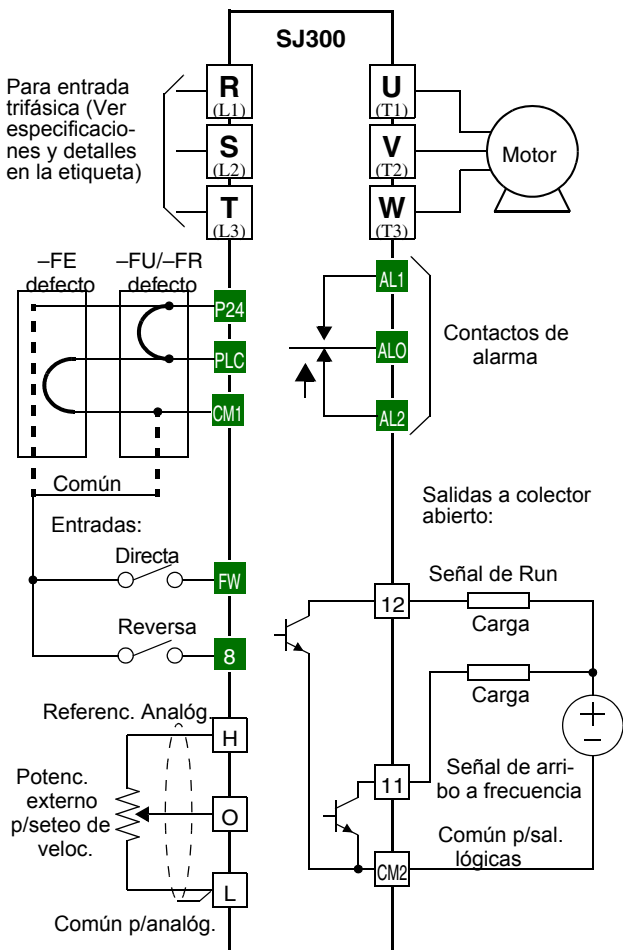 SJ300
Para entrada
trifásica (Ver
especificacio-
nes y detalles
en la etiqueta)
R
(L1)
S
(L2)
T
(L3)
U
(T1)
V
(T2)
W
(T3)
Motor
–FE
defecto
–FU/–FR
defecto
P24
PLC
CM1
AL1
AL0
AL2
Contactos de
alarma
Común
Entradas:
Directa
FW
Reversa
8
Salidas a colector
abierto:
12
Señal de Run
Carga
Carga
+
–
11
Señal de arri-
bo a frecuencia
Común p/sal.
lógicas
CM2
Referenc. Analóg.
H
Potenc.
externo
p/seteo de
veloc.
O
L
Común p/analóg.